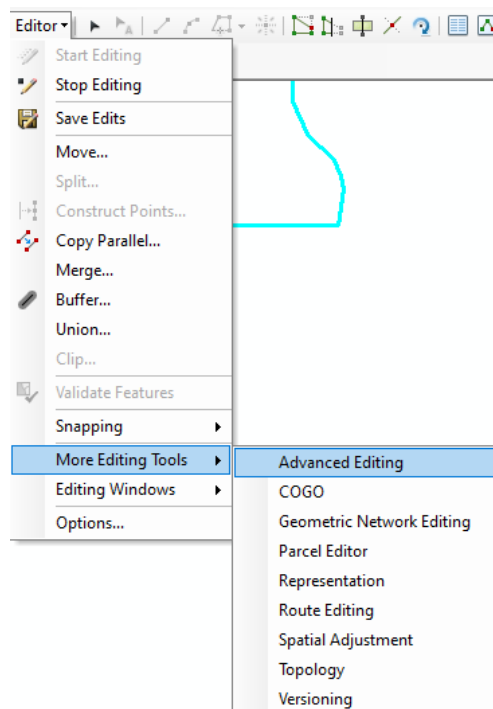 Editor
Start Editing
Stop Editing
Save Edits
Move...
Split...
Construct Points...
Copy Parallel...
Merge...
Buffer...
Union...
Clip...
Validate Features
Snapping
More Editing Tools
Editing Windows
Options...
Advanced Editing
COGO
Geometric Network Editing
Parcel Editor
Representation
Route Editing
Spatial Adjustment
Topology
Versioning